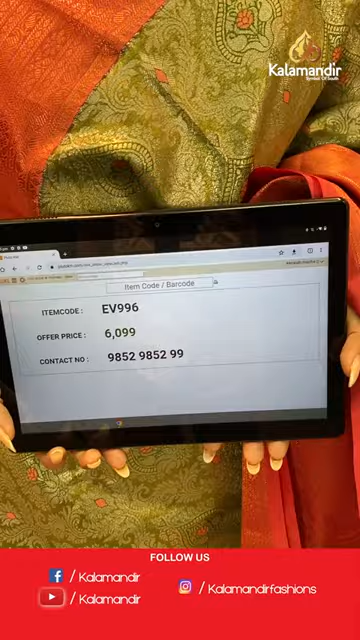 Kalamandir
Symbol Of South
Item Code / Barcode
ITEMCODE : EV996
OFFER PRICE : 6,099
CONTACT NO : 9852 9852 99
FOLLOW US
/ Kalamandir
/ Kalamandirfashions
/ Kalamandir